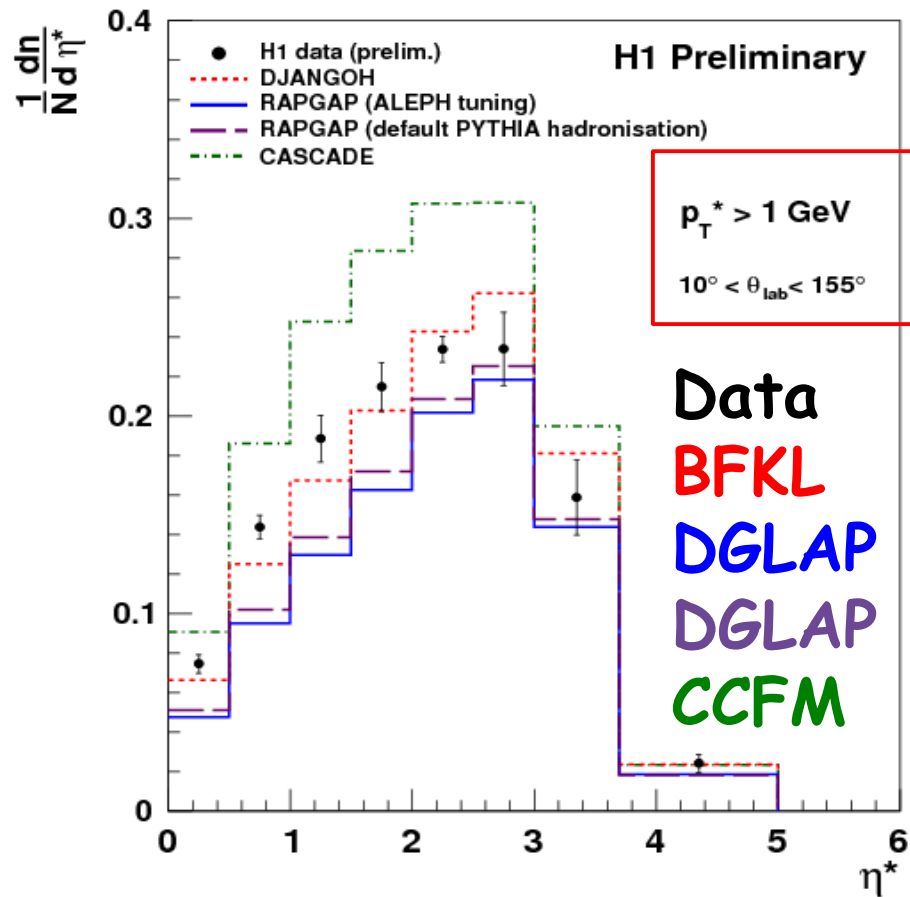 0.4
0.3
0.2
0.1
0
1 dn
N d η*
H1 data (prelim.)
DJANGOH
RAPGAP (ALEPH tuning)
RAPGAP (default PYTHIA hadronisation)
CASCADE
H1 Preliminary
p_T* > 1 GeV
10° < θ_lab < 155°
Data
BFKL
DGLAP
DGLAP
CCFM
0 1 2 3 4 5 6
η*